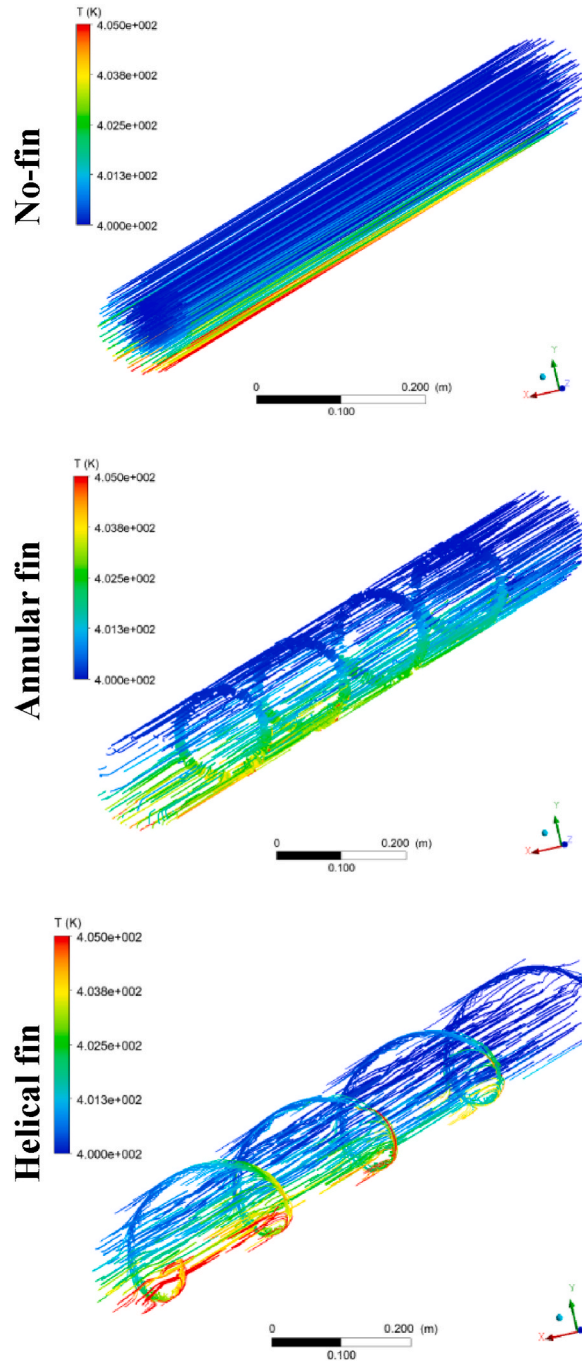 No-fin
T (K)
4.050e+002
4.038e+002
4.025e+002
4.013e+002
4.000e+002
0 0.200 (m)
0.100
Y
X Z
Annular fin
T (K)
4.050e+002
4.038e+002
4.025e+002
4.013e+002
4.000e+002
0 0.200 (m)
0.100
Y
X
Helical fin
T (K)
4.050e+002
4.038e+002
4.025e+002
4.013e+002
4.000e+002
0 0.200 (m)
0.100
Y
X